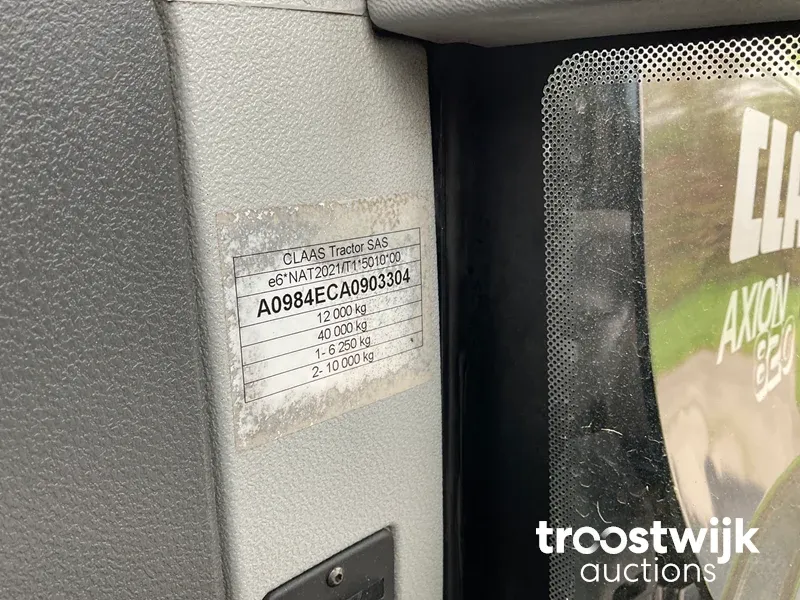 CLAAS Tractor SAS
e6*NAT2021/T1*5010*00
A0984ECA0903304
12 000 kg
40 000 kg
1- 6 250 kg
2- 10 000 kg
CLA
AXION
troostwijk
auctions